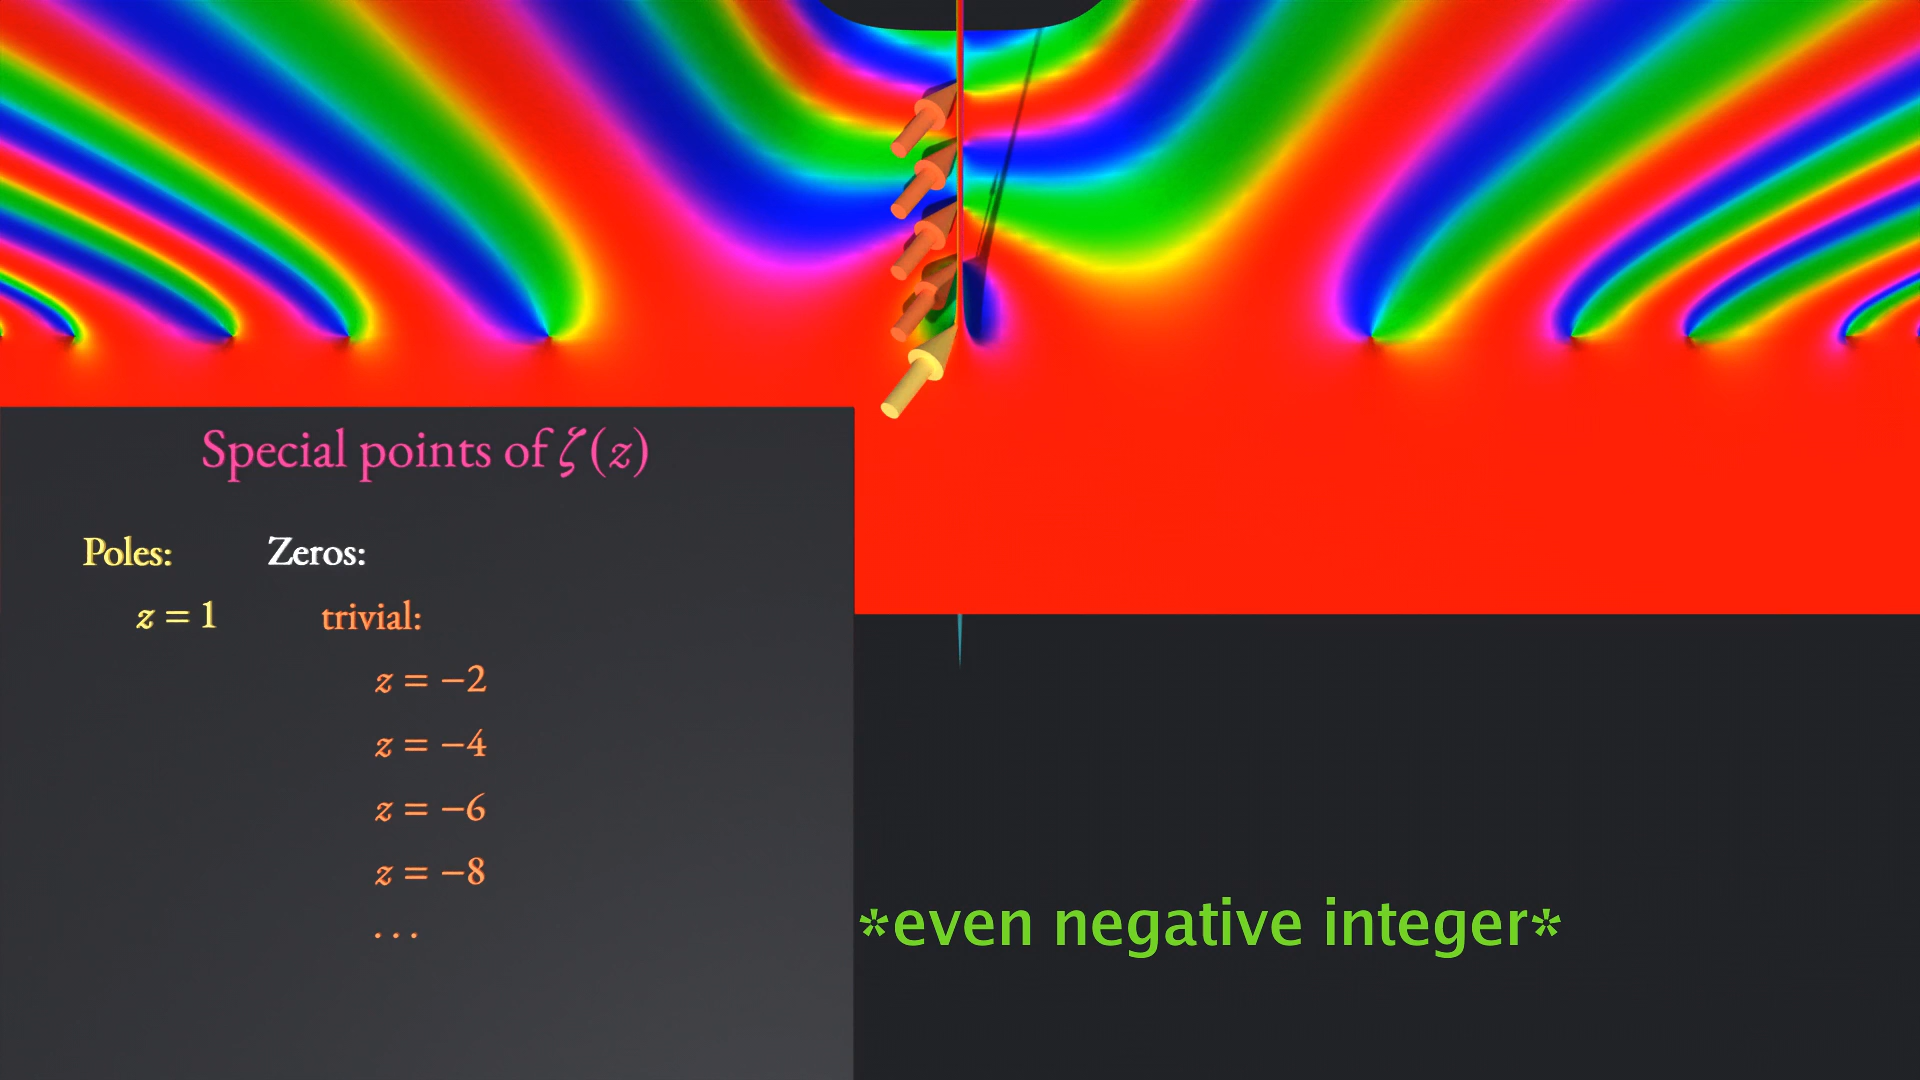 Special points of ζ(z)
Poles:
Zeros:
z = 1
trivial:
z = −2
z = −4
z = −6
z = −8
...
*even negative integer*